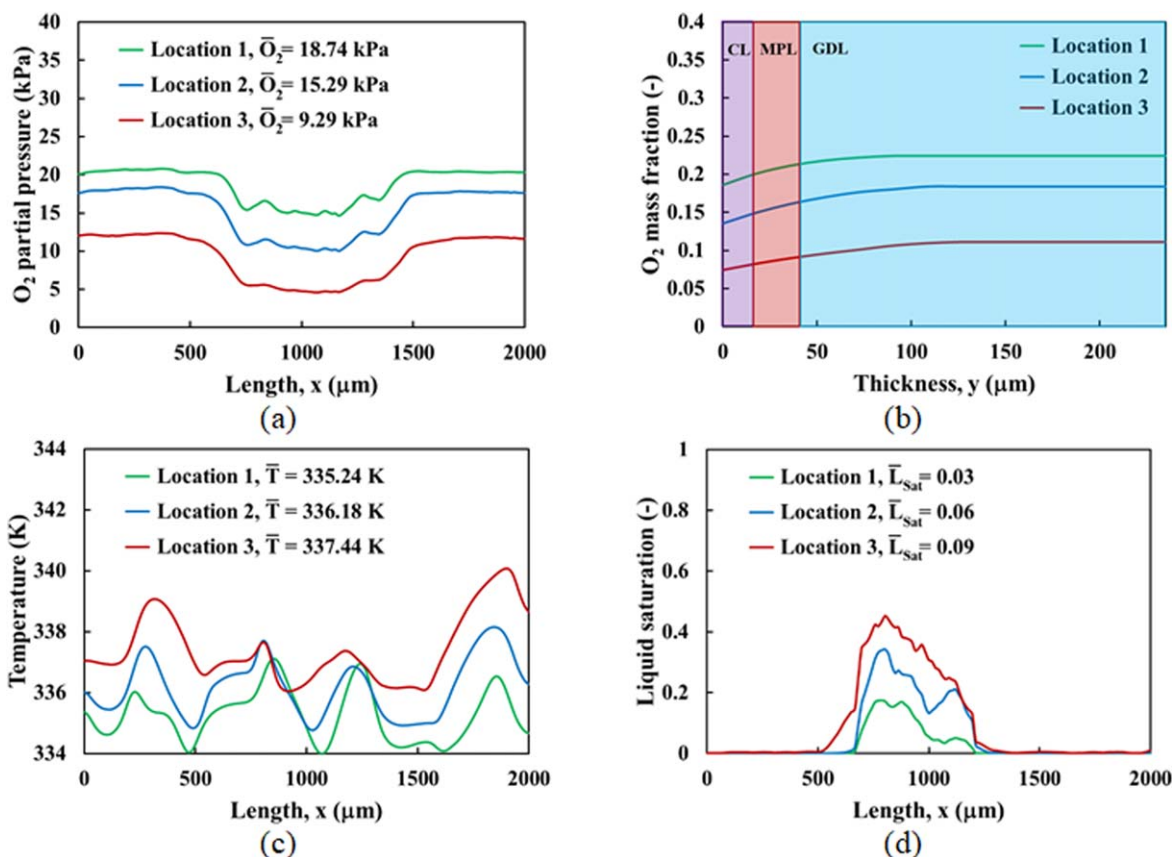 40
35
30
25
20
15
10
5
0
O₂ partial pressure (kPa)
Location 1, O̅₂= 18.74 kPa
Location 2, O̅₂= 15.29 kPa
Location 3, O̅₂= 9.29 kPa
0 500 1000 1500 2000
Length, x (μm)
(a)
0.4
0.35
0.3
0.25
0.2
0.15
0.1
0.05
0
O₂ mass fraction (-)
CL MPL GDL
Location 1
Location 2
Location 3
0 50 100 150 200
Thickness, y (μm)
(b)
344
342
340
338
336
334
Temperature (K)
Location 1, T̅ = 335.24 K
Location 2, T̅ = 336.18 K
Location 3, T̅ = 337.44 K
0 500 1000 1500 2000
Length, x (μm)
(c)
1
0.8
0.6
0.4
0.2
0
Liquid saturation (-)
Location 1, L̅Sat= 0.03
Location 2, L̅Sat= 0.06
Location 3, L̅Sat= 0.09
0 500 1000 1500 2000
Length, x (μm)
(d)